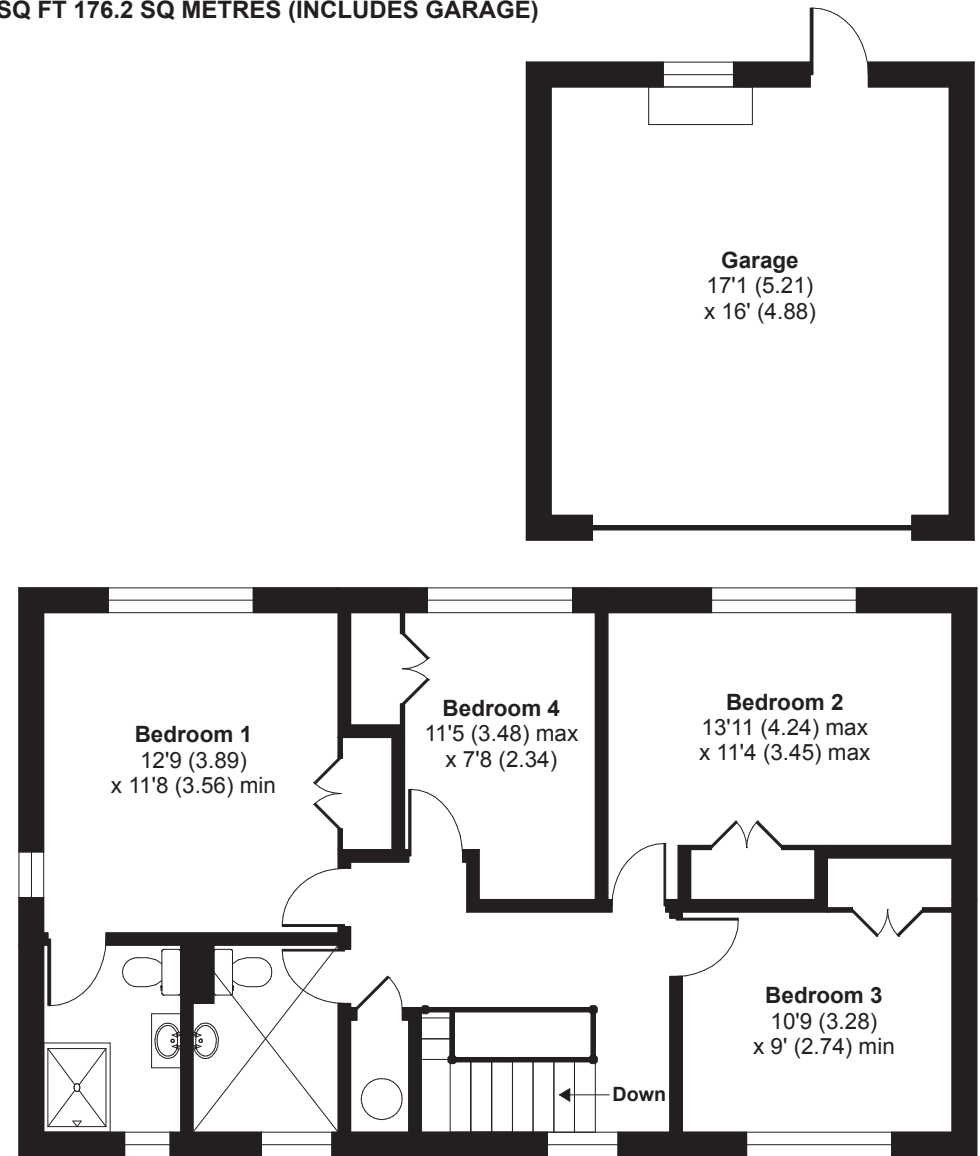 SQ FT 176.2 SQ METRES (INCLUDES GARAGE)
Garage
17'1 (5.21)
x 16' (4.88)
Bedroom 1
12'9 (3.89)
x 11'8 (3.56) min
Bedroom 4
11'5 (3.48) max
x 7'8 (2.34)
Bedroom 2
13'11 (4.24) max
x 11'4 (3.45) max
Bedroom 3
10'9 (3.28)
x 9' (2.74) min
Down